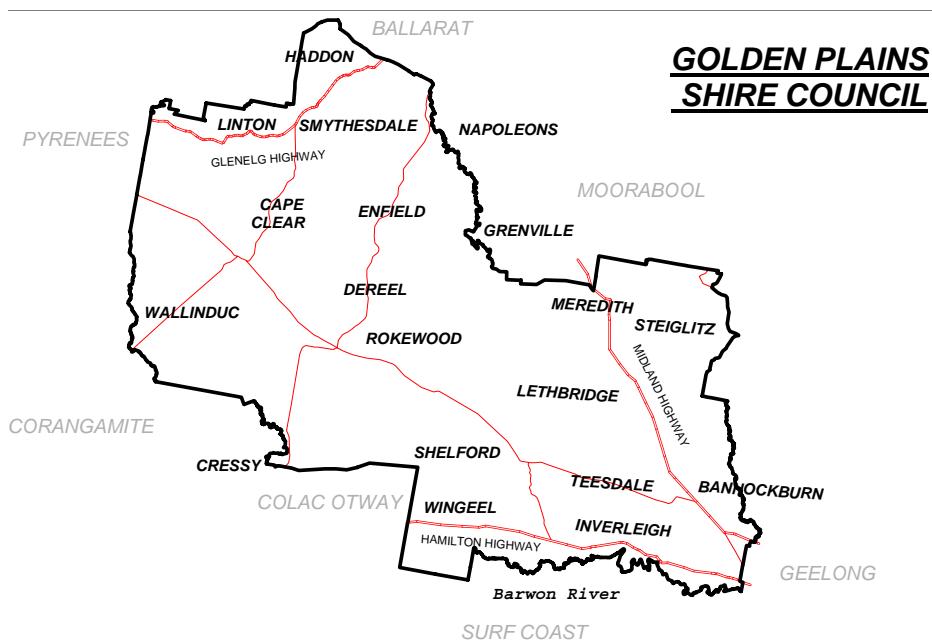 BALLARAT
GOLDEN PLAINS
SHIRE COUNCIL
HADDON
LINTON
SMYTHESDALE
NAPOLEONS
PYRENEES
GLENELG HIGHWAY
MOORABOOL
CAPE
CLEAR
ENFIELD
GRENVILLE
DEREEL
MEREDITH
WALLINDUC
STEIGLITZ
ROKEWOOD
MIDLAND HIGHWAY
LETHBRIDGE
CORANGAMITE
SHELFORD
CRESSY
TEESDALE
BANHOCKBURN
COLAC OTWAY
WINGEEL
INVERLEIGH
HAMILTON HIGHWAY
GEELONG
Barwon River
SURF COAST